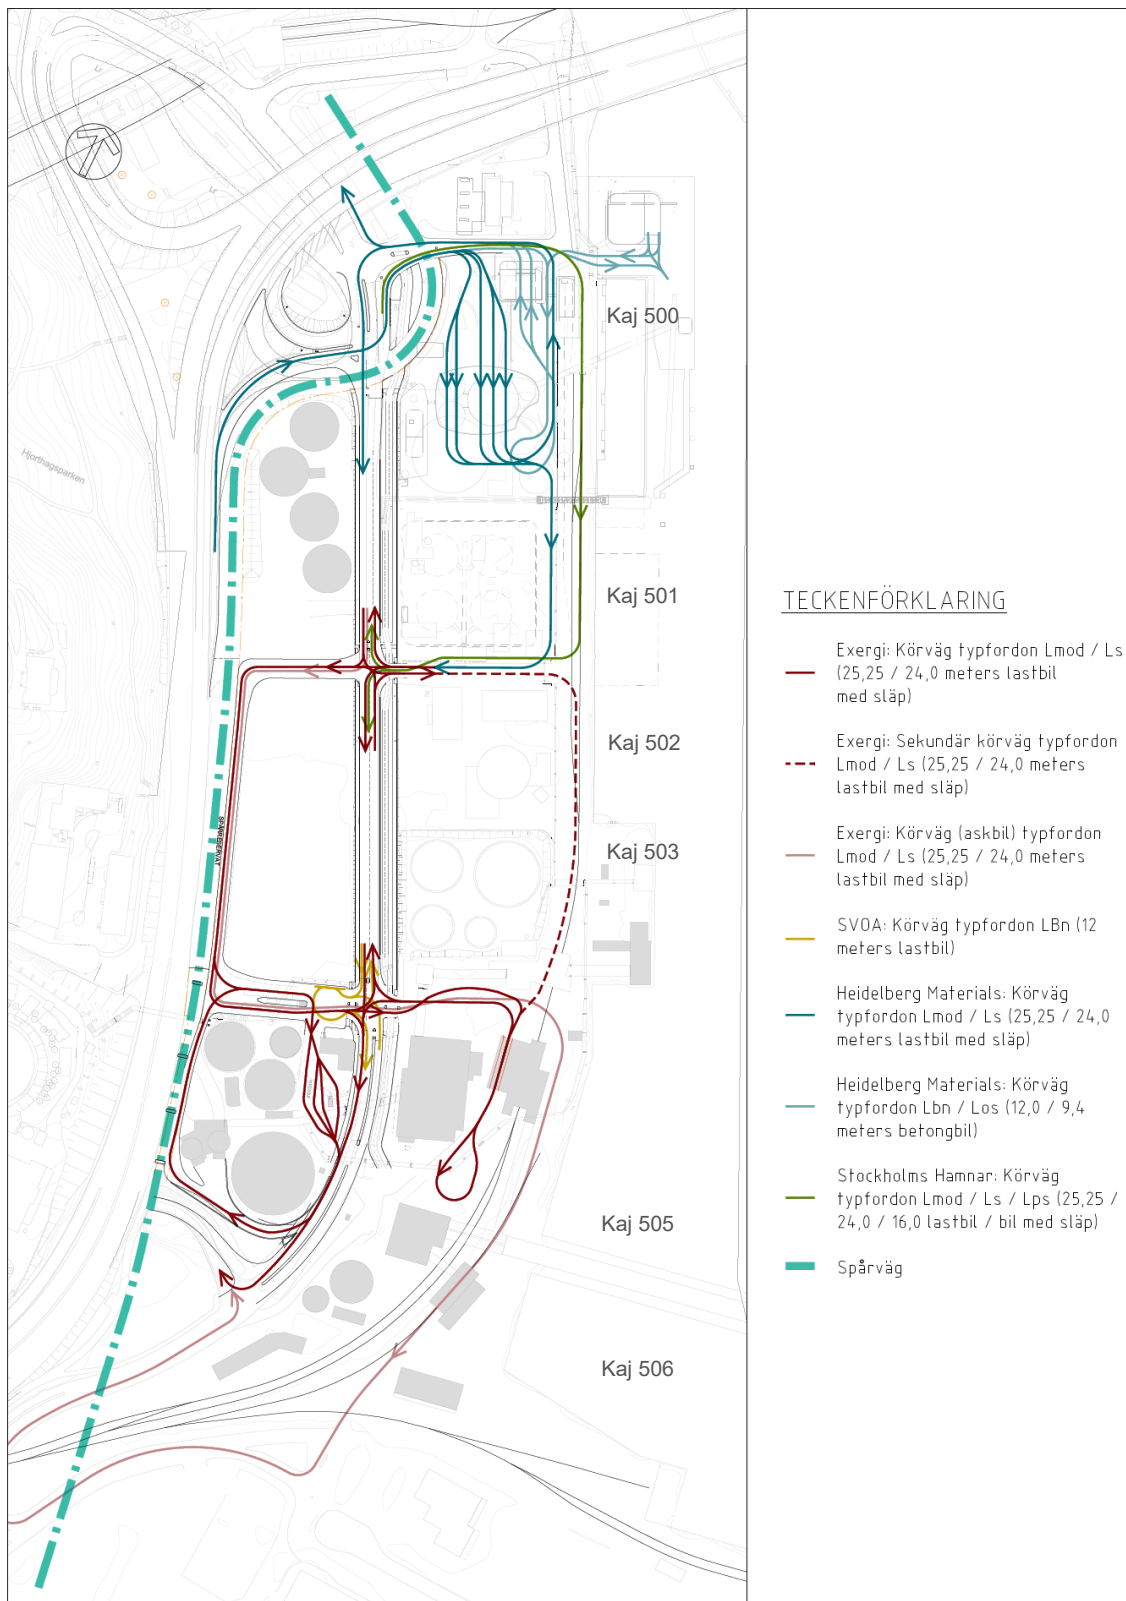 Hjorthagsparken
Kaj 500
Kaj 501
Kaj 502
Kaj 503
Kaj 505
Kaj 506
SPÅRRESERVAT
TECKENFÖRKLARING
Exergi: Körväg typfordon Lmod / Ls
(25,25 / 24,0 meters lastbil
med släp)
Exergi: Sekundär körväg typfordon
Lmod / Ls (25,25 / 24,0 meters
lastbil med släp)
Exergi: Körväg (askbil) typfordon
Lmod / Ls (25,25 / 24,0 meters
lastbil med släp)
SVOA: Körväg typfordon LBn (12
meters lastbil)
Heidelberg Materials: Körväg
typfordon Lmod / Ls (25,25 / 24,0
meters lastbil med släp)
Heidelberg Materials: Körväg
typfordon Lbn / Los (12,0 / 9,4
meters betongbil)
Stockholms Hamnar: Körväg
typfordon Lmod / Ls / Lps (25,25 /
24,0 / 16,0 lastbil / bil med släp)
Spårväg